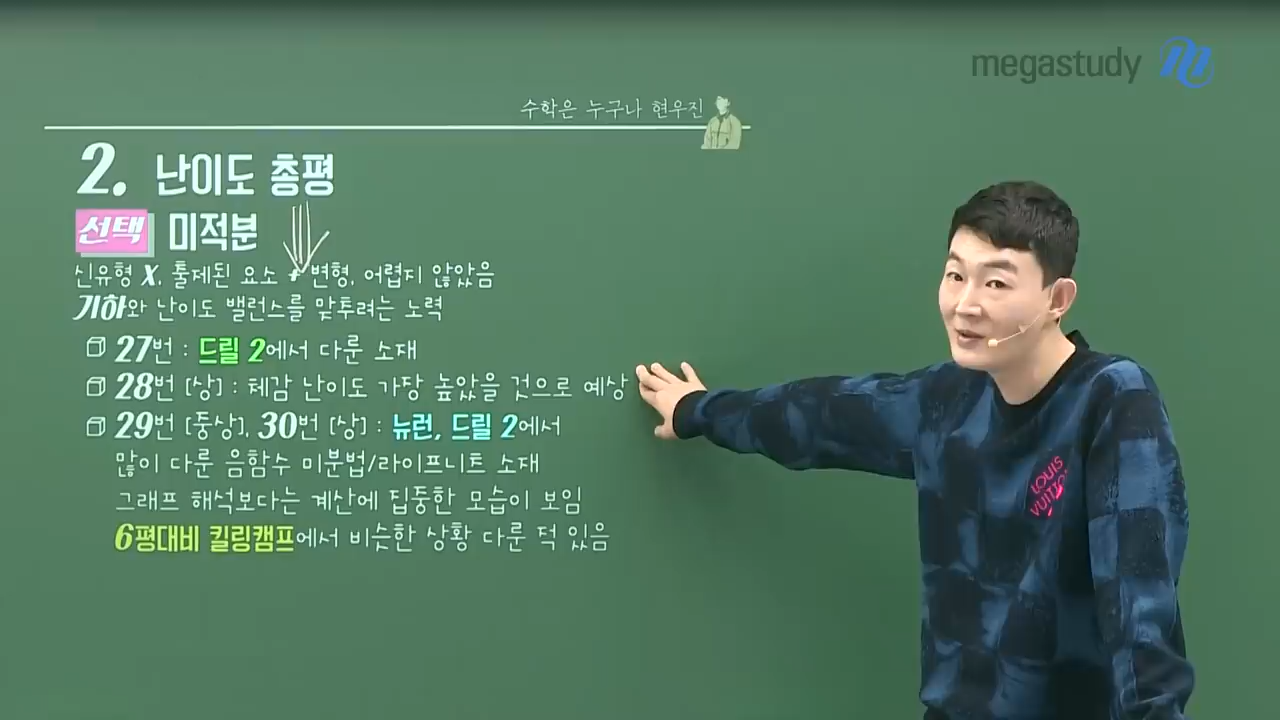 megastudy
수학은 누구나 현우진
2. 난이도 총평
선택 미적분
신유형 X, 출제된 요소 + 변형, 어렵지 않았음
기하와 난이도 밸런스를 맞추려는 노력
27번 : 드릴 2에서 다룬 소재
28번 [상] : 체감 난이도 가장 높았을 것으로 예상
29번 [중상], 30번 [상] : 뉴런, 드릴 2에서
많이 다룬 음함수 미분법/라이프니트 소재
그래프 해석보다는 계산에 집중한 모습이 보임
6평대비 킬링캠프에서 비슷한 상황 다룬 적 있음
LOUIS
VUITTON